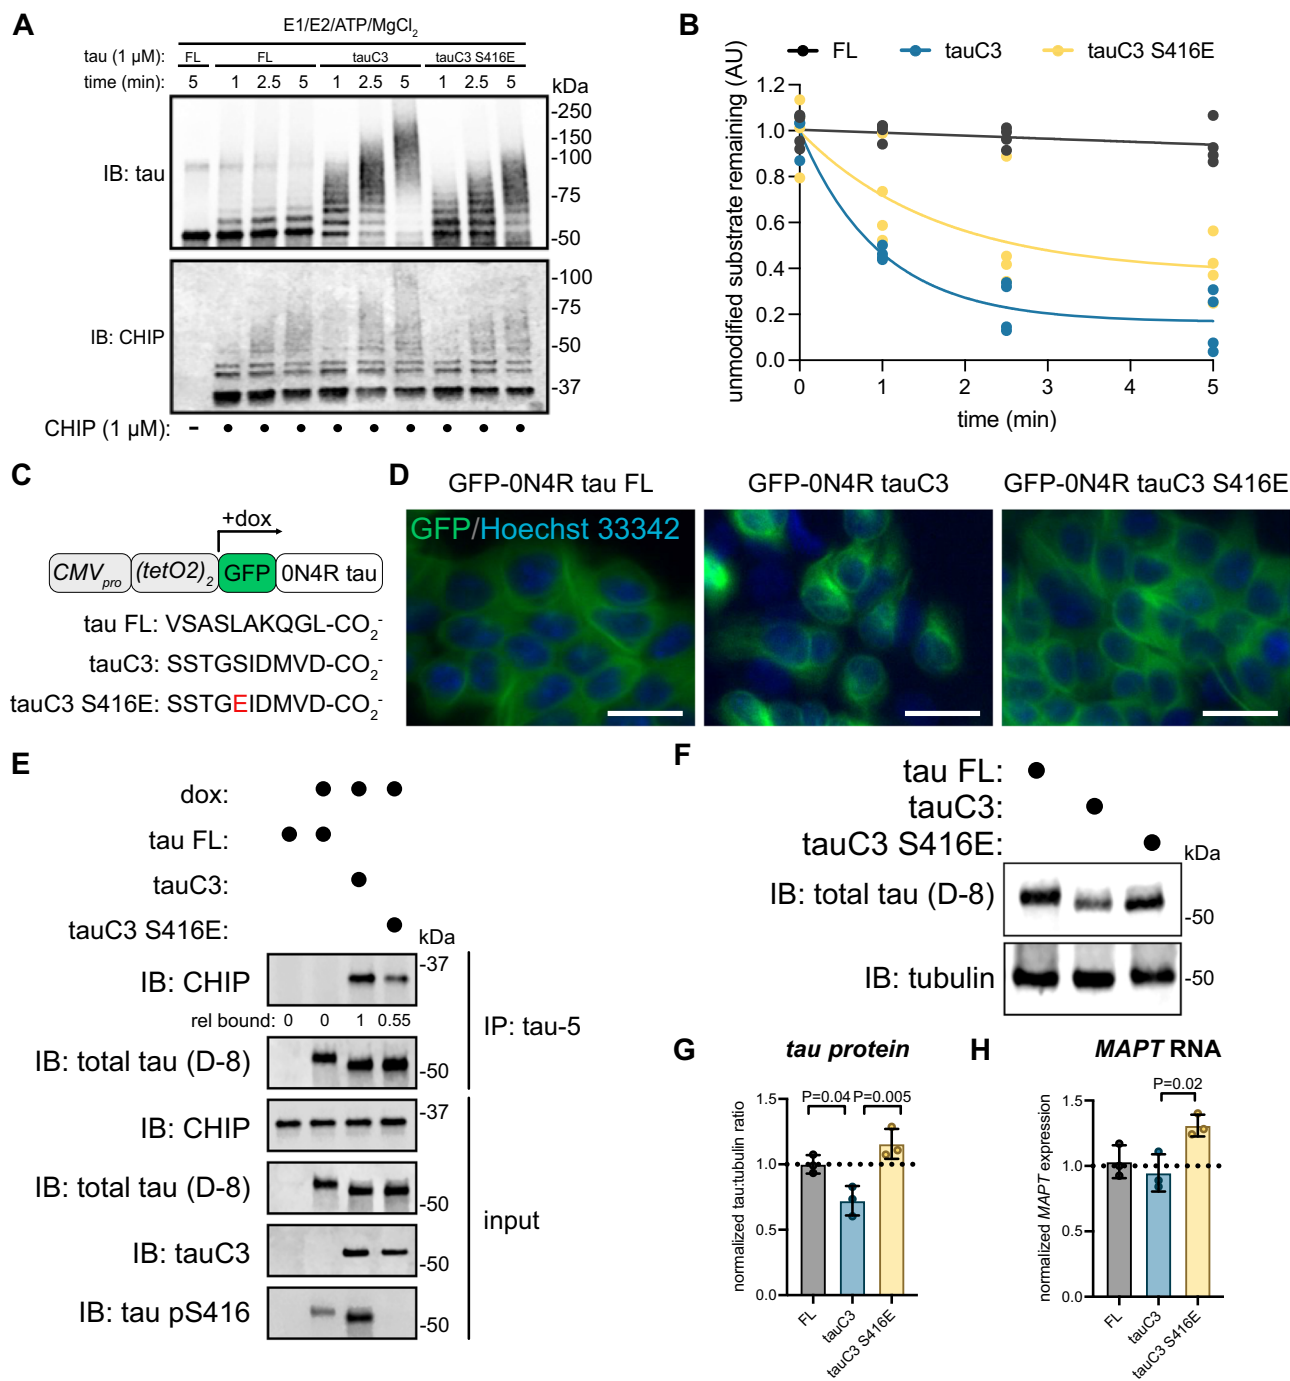 A
E1/E2/ATP/MgCl2
tau (1 µM): FL FL tauC3 tauC3 S416E
time (min): 5 1 2.5 5 1 2.5 5 1 2.5 5 kDa
IB: tau
-250
-150
-100
-75
-50
IB: CHIP
-100
-75
-50
-37
CHIP (1 µM): -
B
FL tauC3 tauC3 S416E
unmodified substrate remaining (AU)
1.2
1.0
0.8
0.6
0.4
0.2
0.0
0 1 2 3 4 5
time (min)
C
+dox
CMVpro (tetO2)2 GFP 0N4R tau
tau FL: VSASLAKQGL-CO2-
tauC3: SSTGSIDMVD-CO2-
tauC3 S416E: SSTGEIDMVD-CO2-
D
GFP-0N4R tau FL GFP-0N4R tauC3 GFP-0N4R tauC3 S416E
GFP/Hoechst 33342
E
dox:
tau FL:
tauC3:
tauC3 S416E:
kDa
IB: CHIP -37
rel bound: 0 0 1 0.55
IP: tau-5
IB: total tau (D-8) -50
IB: CHIP -37
IB: total tau (D-8) -50
input
IB: tauC3 -50
IB: tau pS416 -50
F
tau FL:
tauC3:
tauC3 S416E:
kDa
IB: total tau (D-8) -50
IB: tubulin -50
G
tau protein
P=0.04 P=0.005
normalized tau:tubulin ratio
1.5
1.0
0.5
0.0
FL tauC3 tauC3 S416E
H
MAPT RNA
P=0.02
normalized MAPT expression
1.5
1.0
0.5
0.0
FL tauC3 tauC3 S416E